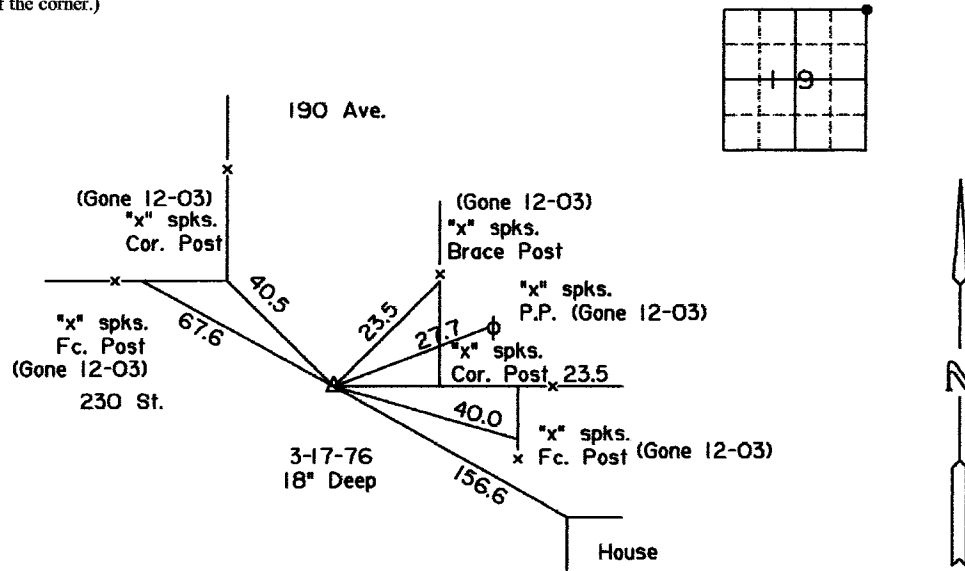 f the corner.)
190 Ave.
19
(Gone 12-03)
"x" spks.
Cor. Post
(Gone 12-03)
"x" spks.
Brace Post
"x" spks.
P.P. (Gone 12-03)
40.5
23.5
27.7
67.6
"x" spks.
Fc. Post
(Gone 12-03)
230 St.
"x" spks.
Cor. Post 23.5
40.0
"x" spks.
Fc. Post (Gone 12-03)
3-17-76
18" Deep
156.6
House
N